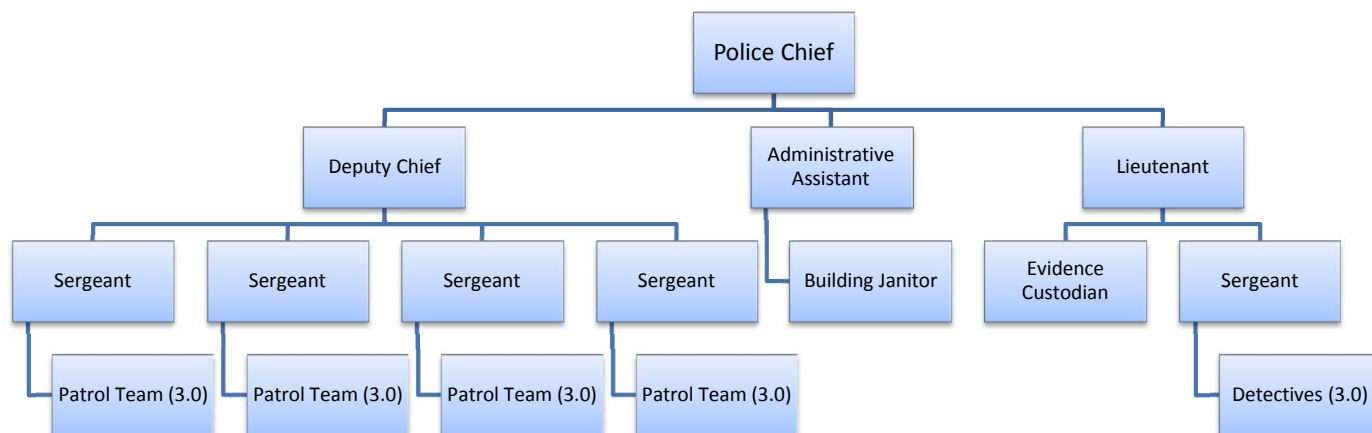 Police Chief
Deputy Chief
Administrative
Assistant
Lieutenant
Sergeant
Sergeant
Sergeant
Sergeant
Building Janitor
Evidence
Custodian
Sergeant
Patrol Team (3.0)
Patrol Team (3.0)
Patrol Team (3.0)
Patrol Team (3.0)
Detectives (3.0)